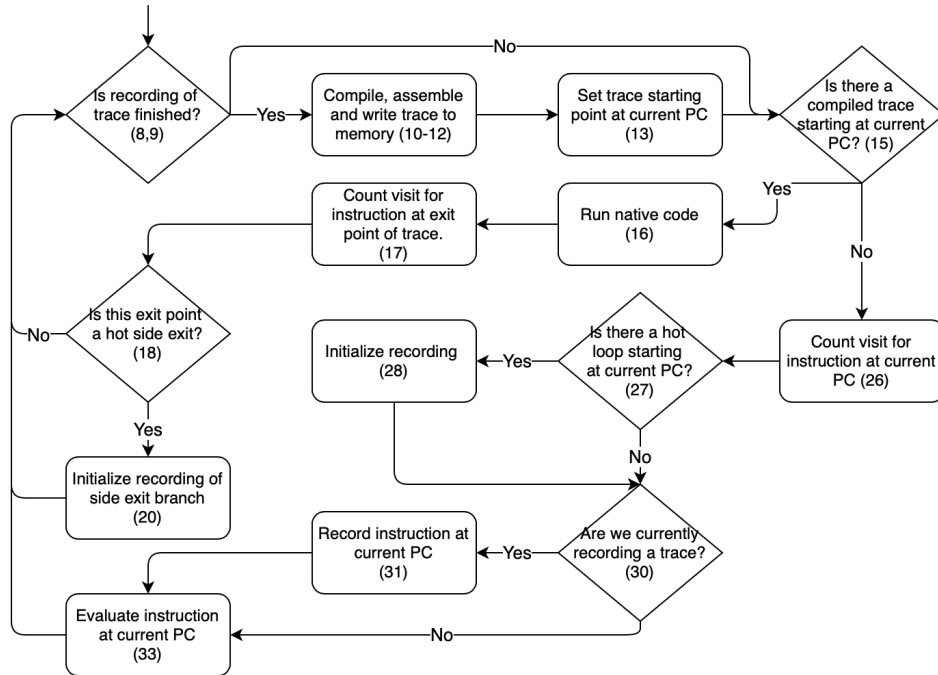 No
Is recording of
trace finished?
(8,9)
Yes
Compile, assemble
and write trace to
memory (10-12)
Set trace starting
point at current PC
(13)
Is there a
compiled trace
starting at current
PC? (15)
Yes
No
Run native code
(16)
Count visit for
instruction at exit
point of trace.
(17)
Is this exit point
a hot side exit?
(18)
No
Yes
Initialize recording of
side exit branch
(20)
Count visit for
instruction at current
PC (26)
Is there a hot
loop starting
at current PC?
(27)
Yes
Initialize recording
(28)
No
Are we currently
recording a trace?
(30)
Yes
Record instruction at
current PC
(31)
No
Evaluate instruction
at current PC
(33)